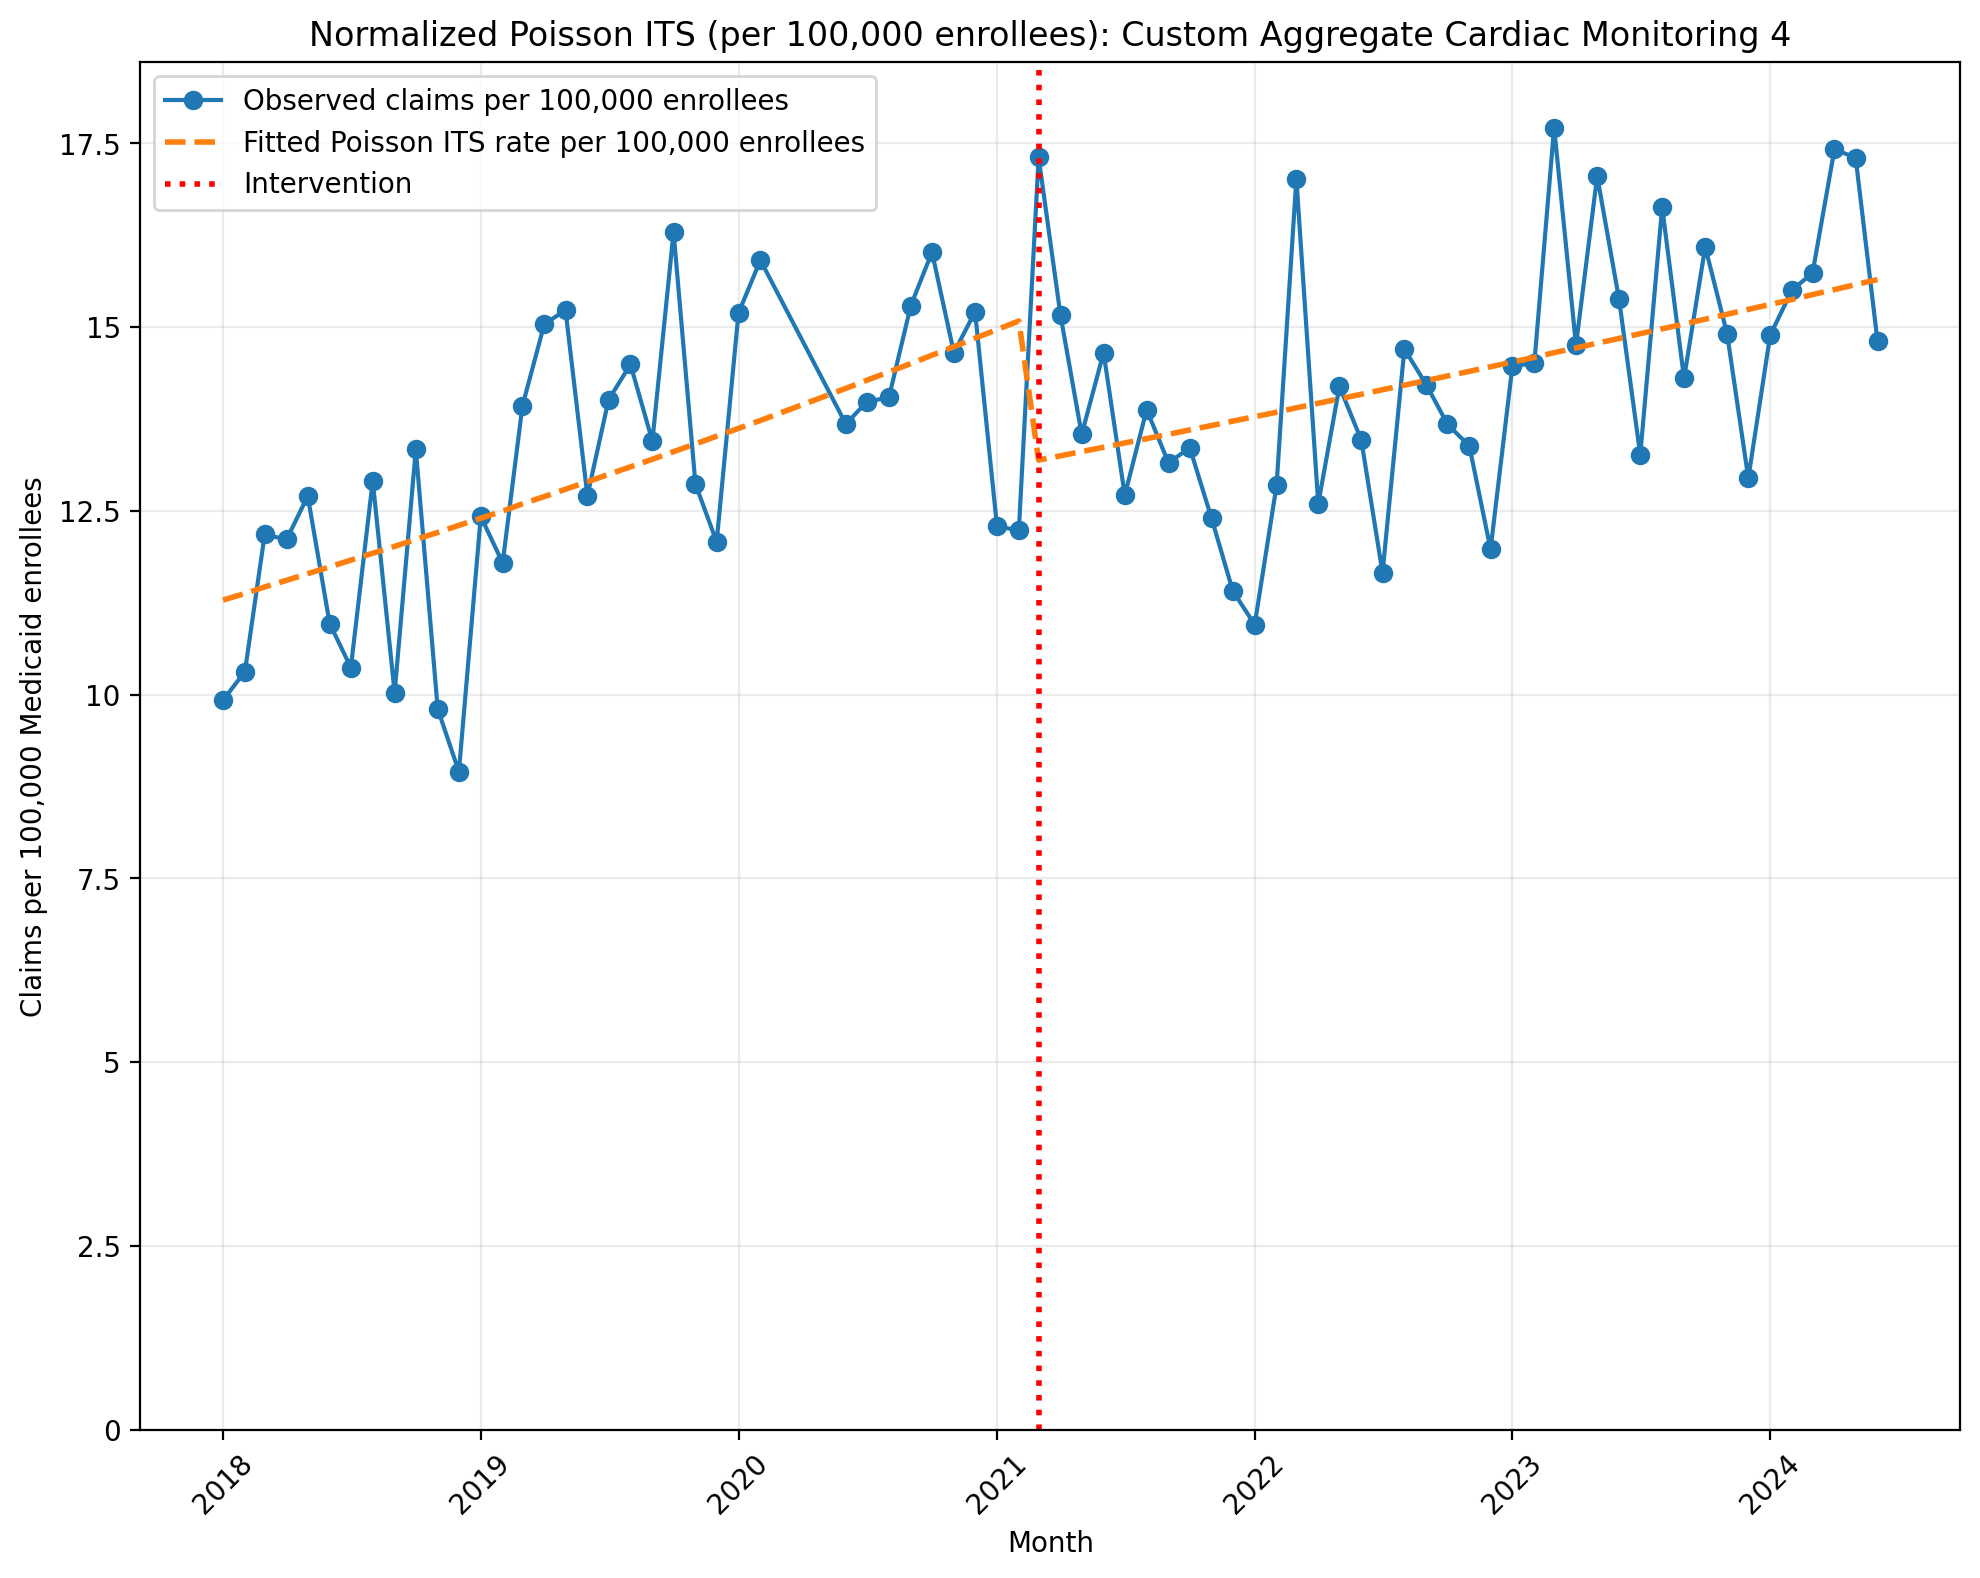 Normalized Poisson ITS (per 100,000 enrollees): Custom Aggregate Cardiac Monitoring 4
Observed claims per 100,000 enrollees
Fitted Poisson ITS rate per 100,000 enrollees
Intervention
Claims per 100,000 Medicaid enrollees
17.5
15
12.5
10
7.5
5
2.5
0
2018
2019
2020
2021
2022
2023
2024
Month